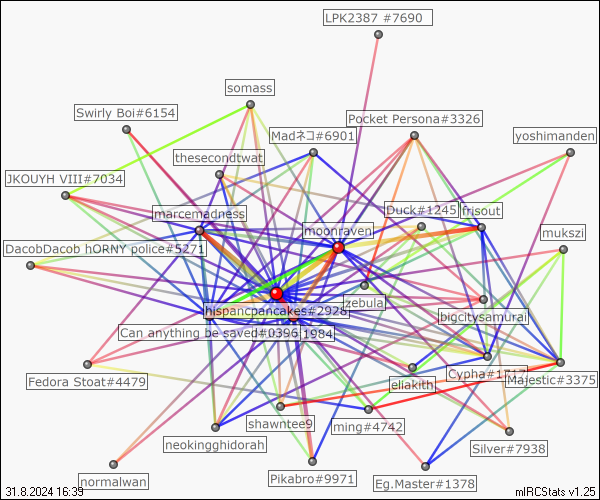 LPK2387 #7690
somass
Swirly Boi#6154
Pocket Persona#3326
Madネコ#6901
yoshimanden
thesecondtwat
JKOUYH VIII#7034
Duck#1245
frisout
marcemadness
moonraven
mukszi
DacobDacob hORNY police#5271
zebula
hispancpancakes#2928
bigcitysamurai
Can anything be saved#0396
1984
Cypha#1717
Fedora Stoat#4479
Majestic#3375
eliakith
shawntee9
ming#4742
neokingghidorah
Silver#7938
normalwan
Pikabro#9971
Eg.Master#1378
31.8.2024 16:33
mIRCStats v1.25